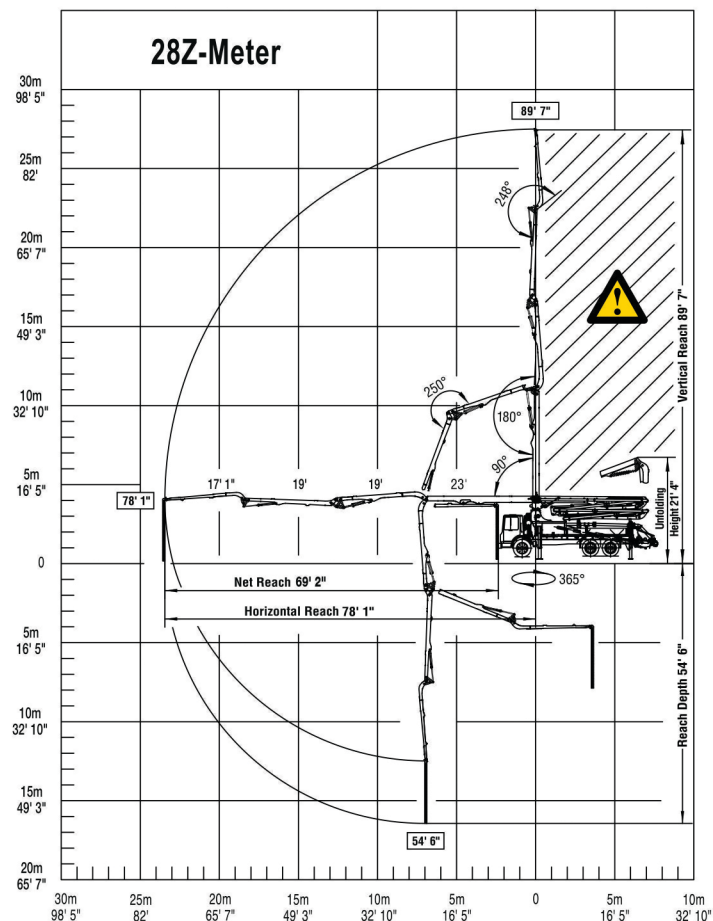 28Z-Meter
30m
98' 5"
89' 7"
25m
82'
248°
20m
65' 7"
!
15m
49' 3"
Vertical Reach 89' 7"
10m
32' 10"
250°
180°
90°
5m
16' 5"
17' 1"
19'
19'
23'
78' 1"
Unfolding
Height 21' 4"
0
Net Reach 69' 2"
365°
Horizontal Reach 78' 1"
5m
16' 5"
Reach Depth 54' 6"
10m
32' 10"
15m
49' 3"
54' 6"
20m
65' 7"
30m 25m 20m 15m 10m 5m 0 5m 10m
98' 5" 82' 65' 7" 49' 3" 32' 10" 16' 5" 16' 5" 32' 10"